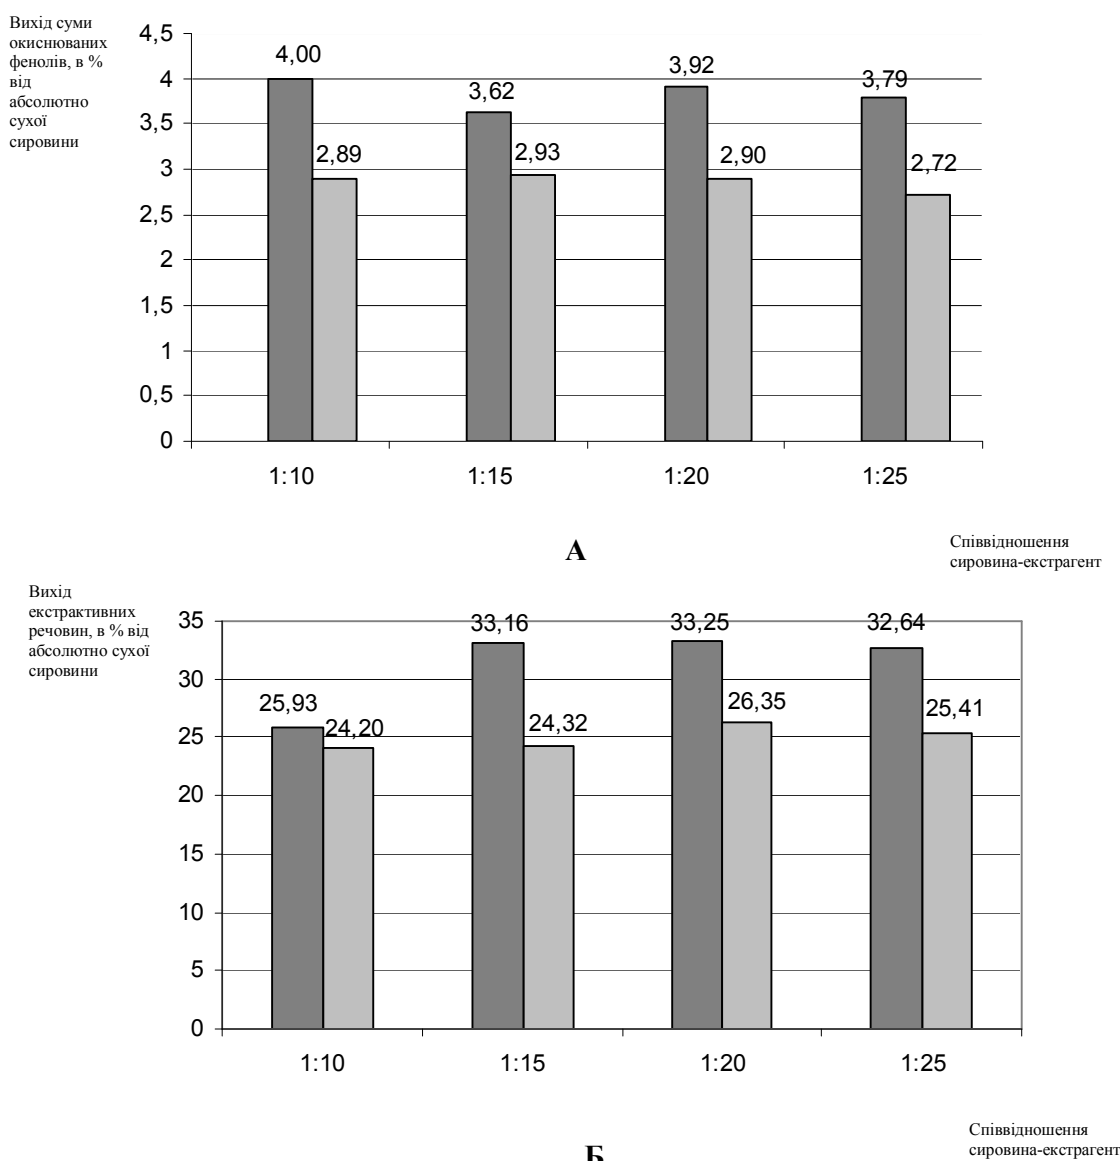 Вихід суми
окиснюваних
фенолів, в %
від
абсолютно
сухої
сировини
4,5
4
3,5
3
2,5
2
1,5
1
0,5
0
4,00
2,89
3,62
2,93
3,92
2,90
3,79
2,72
1:10
1:15
1:20
1:25
А
Співвідношення
сировина-екстрагент
Вихід
екстрактивних
речовин, в % від
абсолютно сухої
сировини
35
30
25
20
15
10
5
0
25,93
24,20
33,16
24,32
33,25
26,35
32,64
25,41
1:10
1:15
1:20
1:25
Б
Співвідношення
сировина-екстрагент